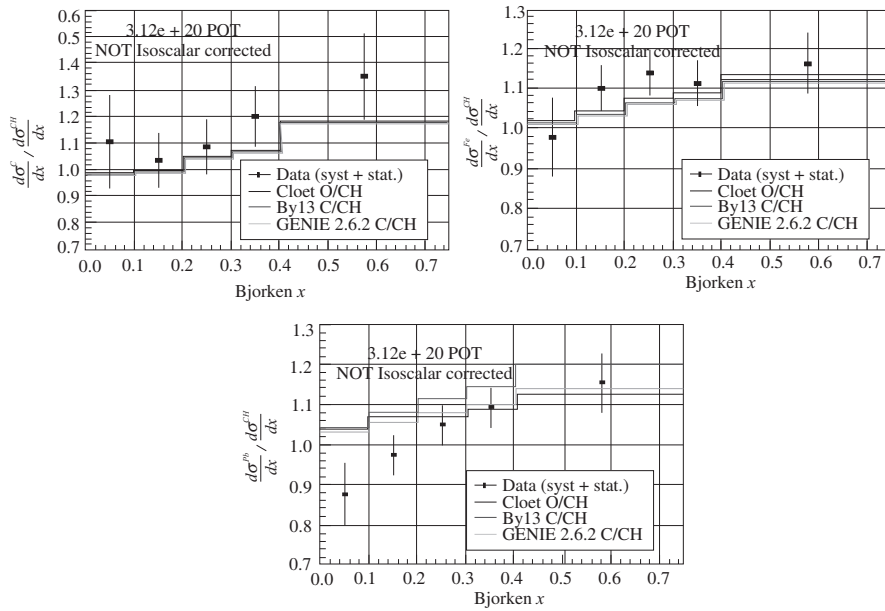 0.6
3.12e + 20 POT
0.5
NOT Isoscalar corrected
1.4
1.3
1.2
1.1
1.0
0.9
0.8
0.7
dσ^C/dx / dσ^CH/dx
Data (syst + stat.)
Cloet O/CH
By13 C/CH
GENIE 2.6.2 C/CH
0.0 0.1 0.2 0.3 0.4 0.5 0.6 0.7
Bjorken x
1.3
3.12e + 20 POT
NOT Isoscalar corrected
1.2
1.1
1.0
0.9
0.8
0.7
dσ^Fe/dx / dσ^CH/dx
Data (syst + stat.)
Cloet O/CH
By13 C/CH
GENIE 2.6.2 C/CH
0.0 0.1 0.2 0.3 0.4 0.5 0.6 0.7
Bjorken x
1.3
3.12e + 20 POT
1.2
NOT Isoscalar corrected
1.1
1.0
0.9
0.8
0.7
dσ^Pb/dx / dσ^CH/dx
Data (syst + stat.)
Cloet O/CH
By13 C/CH
GENIE 2.6.2 C/CH
0.0 0.1 0.2 0.3 0.4 0.5 0.6 0.7
Bjorken x